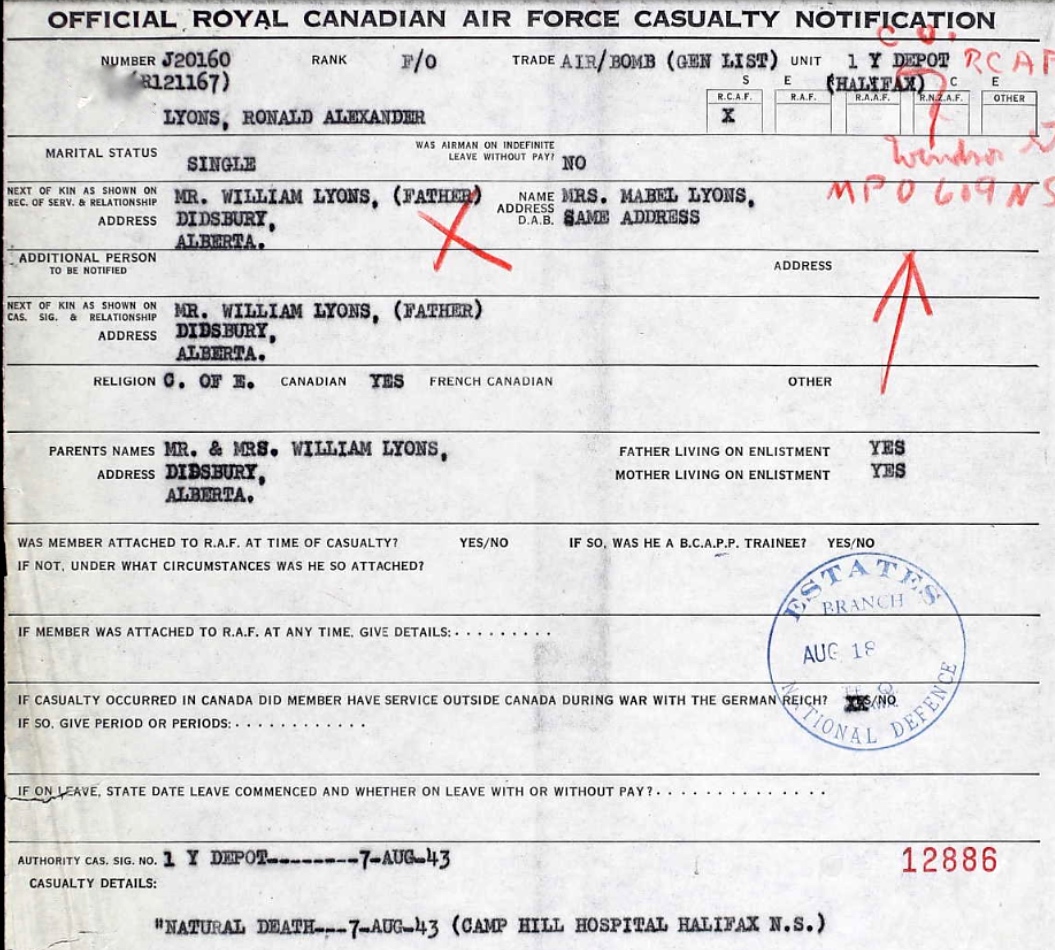 OFFICIAL ROYAL CANADIAN AIR FORCE CASUALTY NOTIFICATION
C.O.
NUMBER J20160 RANK F/O TRADE AIR/BOMB (GEN LIST) UNIT 1 Y DEPOT RCAF
(R121167) (HALIFAX)
S E C E
R.C.A.F. R.A.F. R.A.A.F. R.N.Z.A.F. OTHER
LYONS, RONALD ALEXANDER X
MARITAL STATUS SINGLE WAS AIRMAN ON INDEFINITE LEAVE WITHOUT PAY? NO
Windsor
MPO 609 NS
NEXT OF KIN AS SHOWN ON REC. OF SERV. & RELATIONSHIP MR. WILLIAM LYONS, (FATHER) NAME MRS. MABEL LYONS,
ADDRESS DIDSBURY, ADDRESS D.A.B. SAME ADDRESS
ALBERTA.
ADDITIONAL PERSON TO BE NOTIFIED ADDRESS
NEXT OF KIN AS SHOWN ON CAS. SIG. & RELATIONSHIP MR. WILLIAM LYONS, (FATHER)
ADDRESS DIDSBURY,
ALBERTA.
RELIGION C. OF E. CANADIAN YES FRENCH CANADIAN OTHER
PARENTS NAMES MR. & MRS. WILLIAM LYONS, FATHER LIVING ON ENLISTMENT YES
ADDRESS DIDSBURY, MOTHER LIVING ON ENLISTMENT YES
ALBERTA.
WAS MEMBER ATTACHED TO R.A.F. AT TIME OF CASUALTY? YES/NO IF SO, WAS HE A B.C.A.P.P. TRAINEE? YES/NO
IF NOT, UNDER WHAT CIRCUMSTANCES WAS HE SO ATTACHED?
ESTATES
BRANCH
AUG 18
NATIONAL DEFENCE
IF MEMBER WAS ATTACHED TO R.A.F. AT ANY TIME, GIVE DETAILS: . . . . . . . . .
IF CASUALTY OCCURRED IN CANADA DID MEMBER HAVE SERVICE OUTSIDE CANADA DURING WAR WITH THE GERMAN REICH? YES/NO
IF SO, GIVE PERIOD OR PERIODS: . . . . . . . . . . . .
IF ON LEAVE, STATE DATE LEAVE COMMENCED AND WHETHER ON LEAVE WITH OR WITHOUT PAY? . . . . . . . . . . . . . .
AUTHORITY CAS. SIG. NO. 1 Y DEPOT--------7-AUG-43 12886
CASUALTY DETAILS:
"NATURAL DEATH---7-AUG-43 (CAMP HILL HOSPITAL HALIFAX N.S.)